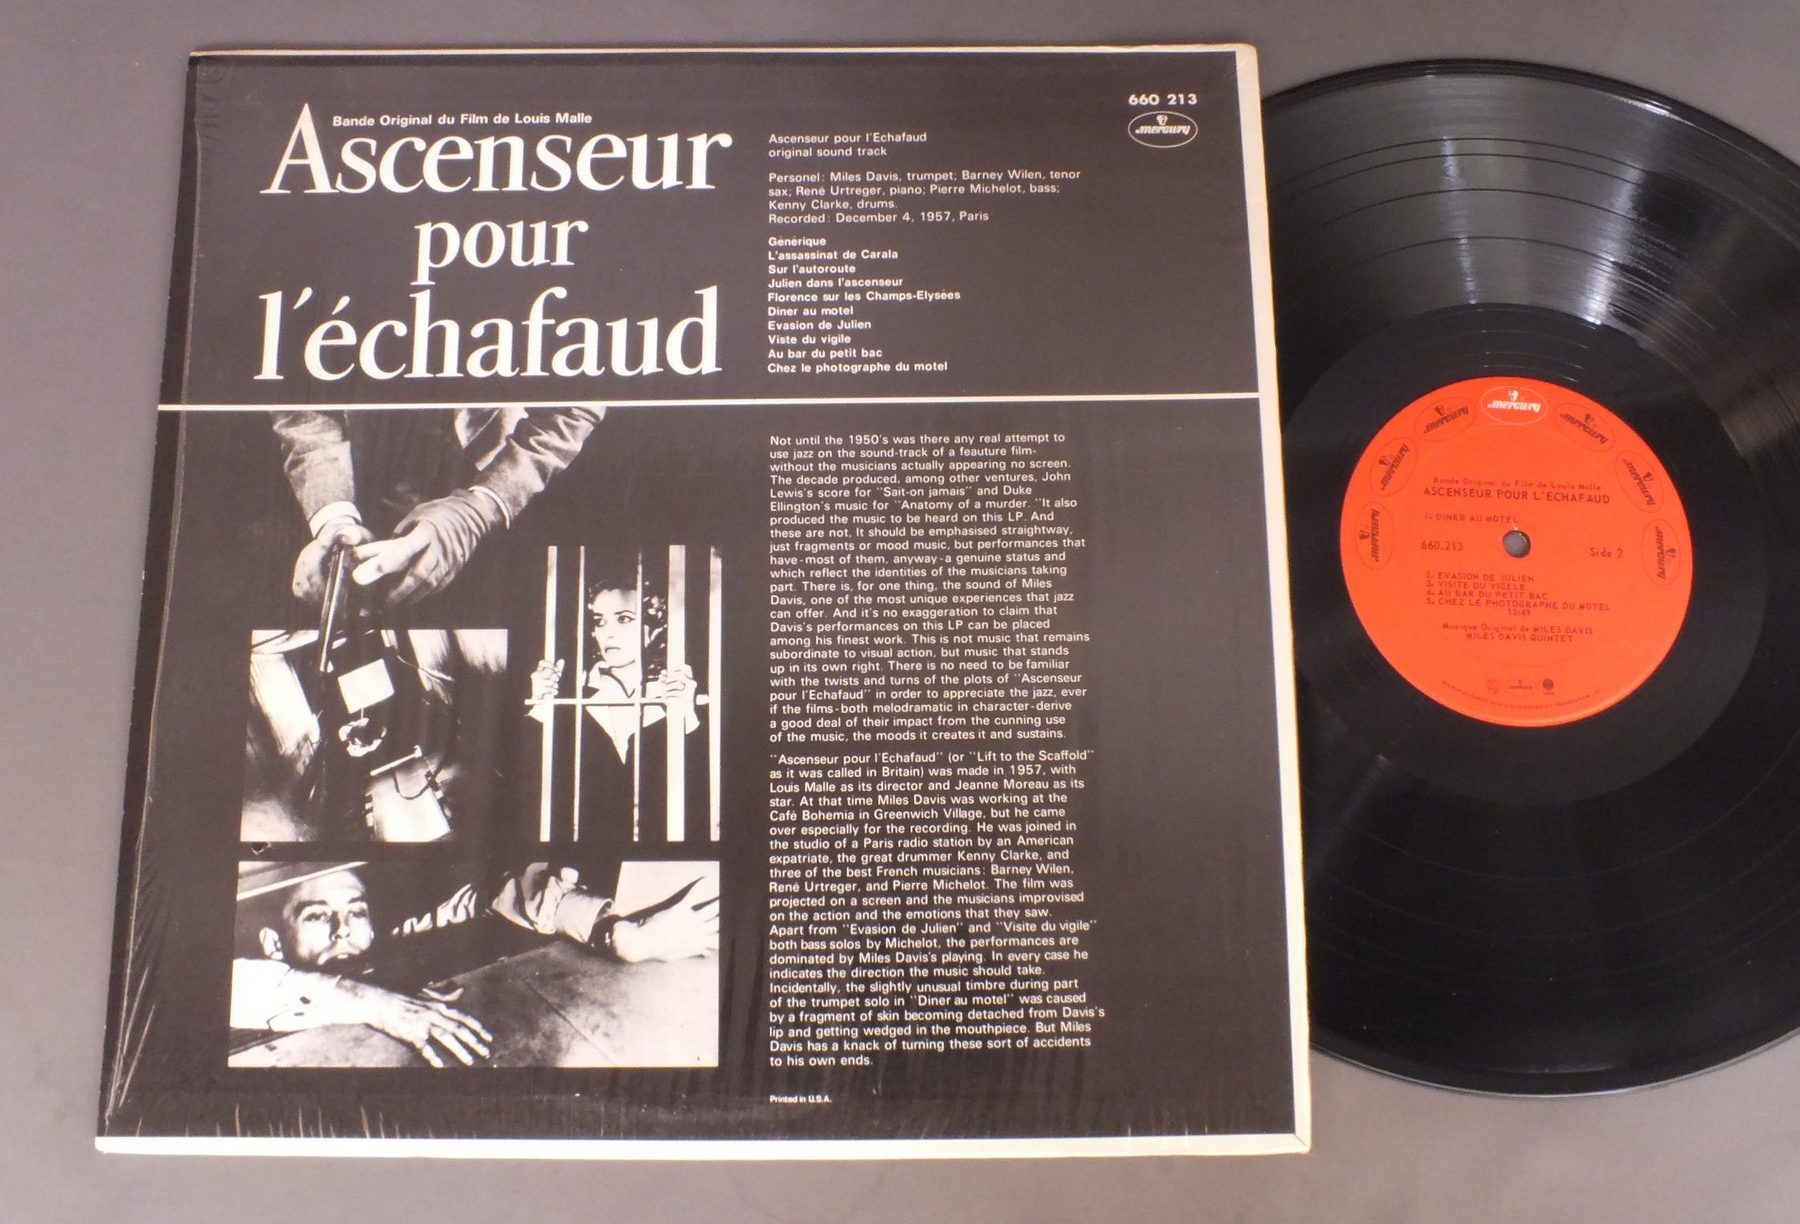 Bande Original du Film de Louis Malle
Ascenseur
pour
l'échafaud
660 213
mercury
Ascenseur pour l'Echafaud
original sound track
Personel: Miles Davis, trumpet; Barney Wilen, tenor
sax; René Urtreger, piano; Pierre Michelot, bass;
Kenny Clarke, drums.
Recorded: December 4, 1957, Paris
Générique
L'assassinat de Carala
Sur l'autoroute
Julien dans l'ascenseur
Florence sur les Champs-Elysées
Diner au motel
Evasion de Julien
Viste du vigile
Au bar du petit bac
Chez le photographe du motel
Not until the 1950's was there any real attempt to
use jazz on the sound-track of a feauture film-
without the musicians actually appearing no screen.
The decade produced, among other ventures, John
Lewis's score for "Sait-on jamais" and Duke
Ellington's music for "Anatomy of a murder. "It also
produced the music to be heard on this LP. And
these are not, It should be emphasised straightway,
just fragments or mood music, but performances that
have-most of them, anyway-a genuine status and
which reflect the identities of the musicians taking
part. There is, for one thing, the sound of Miles
Davis, one of the most unique experiences that jazz
can offer. And it's no exaggeration to claim that
Davis's performances on this LP can be placed
among his finest work. This is not music that remains
subordinate to visual action, but music that stands
up in its own right. There is no need to be familiar
with the twists and turns of the plots of "Ascenseur
pour l'Echafaud" in order to appreciate the jazz, ever
if the films-both melodramatic in character-derive
a good deal of their impact from the cunning use
of the music, the moods it creates it and sustains.
"Ascenseur pour l'Echafaud" (or "Lift to the Scaffold"
as it was called in Britain) was made in 1957, with
Louis Malle as its director and Jeanne Moreau as its
star. At that time Miles Davis was working at the
Café Bohemia in Greenwich Village, but he came
over especially for the recording. He was joined in
the studio of a Paris radio station by an American
expatriate, the great drummer Kenny Clarke, and
three of the best French musicians: Barney Wilen,
René Urtreger, and Pierre Michelot. The film was
projected on a screen and the musicians improvised
on the action and the emotions that they saw.
Apart from "Evasion de Julien" and "Visite du vigile"
both bass solos by Michelot, the performances are
dominated by Miles Davis's playing. In every case he
indicates the direction the music should take.
Incidentally, the slightly unusual timbre during part
of the trumpet solo in "Diner au motel" was caused
by a fragment of skin becoming detached from Davis's
lip and getting wedged in the mouthpiece. But Miles
Davis has a knack of turning these sort of accidents
to his own ends.
Printed in U.S.A.
mercury
mercury
mercury
mercury
mercury
mercury
mercury
Bande Original du Film de Louis Malle
ASCENSEUR POUR L'ECHAFAUD
1. DINER AU MOTEL
660.213
Side 2
2. EVASION DE JULIEN
3. VISITE DU VIGELE
4. AU BAR DU PETIT BAC
5. CHEZ LE PHOTOGRAPHE DU MOTEL
13:49
Musique Original de MILES DAVIS
MILES DAVIS QUINTET